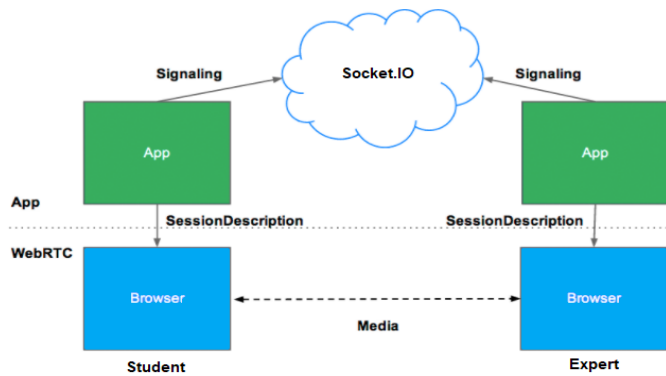 Signaling
Socket.IO
Signaling
App
App
App
SessionDescription
SessionDescription
WebRTC
Browser
Browser
Media
Student
Expert